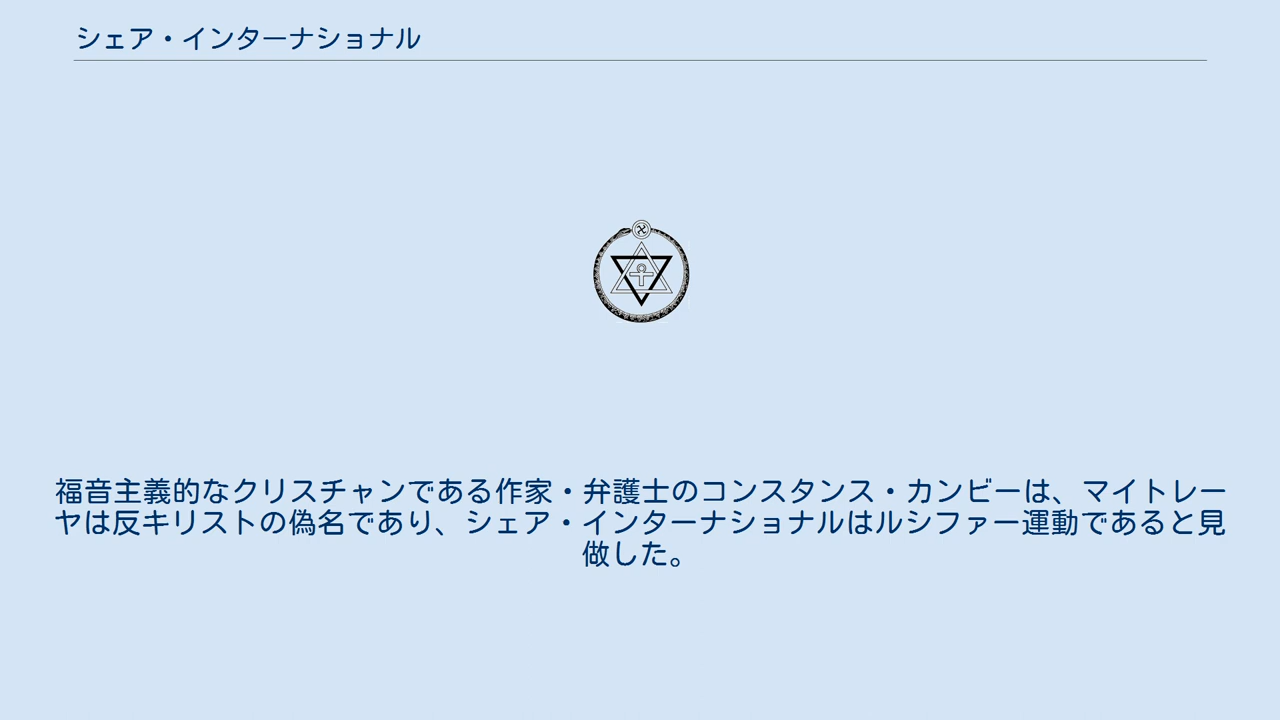 シェア・インターナショナル
福音主義的なクリスチャンである作家・弁護士のコンスタンス・カンビーは、マイトレー
ヤは反キリストの偽名であり、シェア・インターナショナルはルシファー運動であると見
做した。